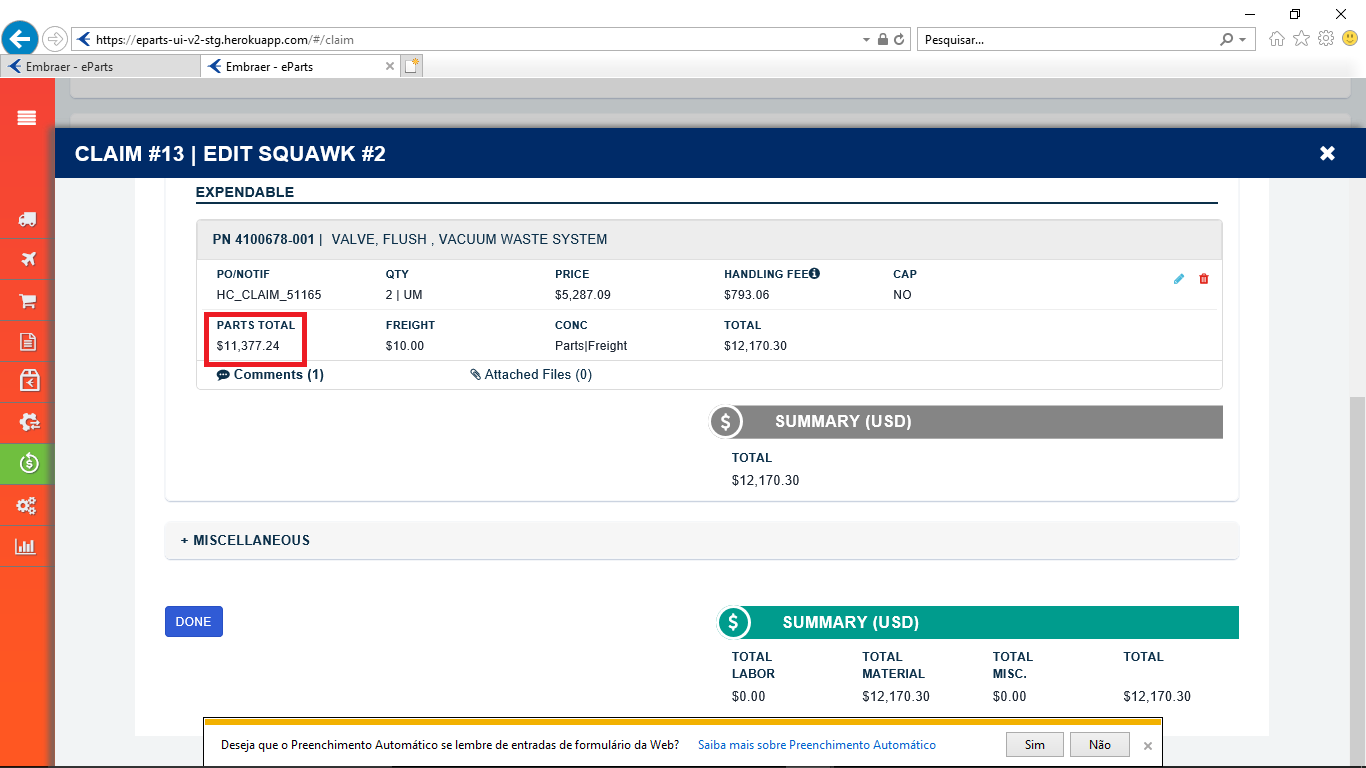 https://eparts-ui-v2-stg.herokuapp.com/#/claim
Pesquisar...
Embraer - eParts
Embraer - eParts
CLAIM #13 | EDIT SQUAWK #2
EXPENDABLE
PN 4100678-001 | VALVE, FLUSH , VACUUM WASTE SYSTEM
PO/NOTIF QTY PRICE HANDLING FEE CAP
HC_CLAIM_51165 2 | UM $5,287.09 $793.06 NO
PARTS TOTAL FREIGHT CONC TOTAL
$11,377.24 $10.00 Parts|Freight $12,170.30
Comments (1) Attached Files (0)
$ SUMMARY (USD)
TOTAL
$12,170.30
+ MISCELLANEOUS
DONE
$ SUMMARY (USD)
TOTAL LABOR TOTAL MATERIAL TOTAL MISC. TOTAL
$0.00 $12,170.30 $0.00 $12,170.30
Deseja que o Preenchimento Automático se lembre de entradas de formulário da Web? Saiba mais sobre Preenchimento Automático Sim Não